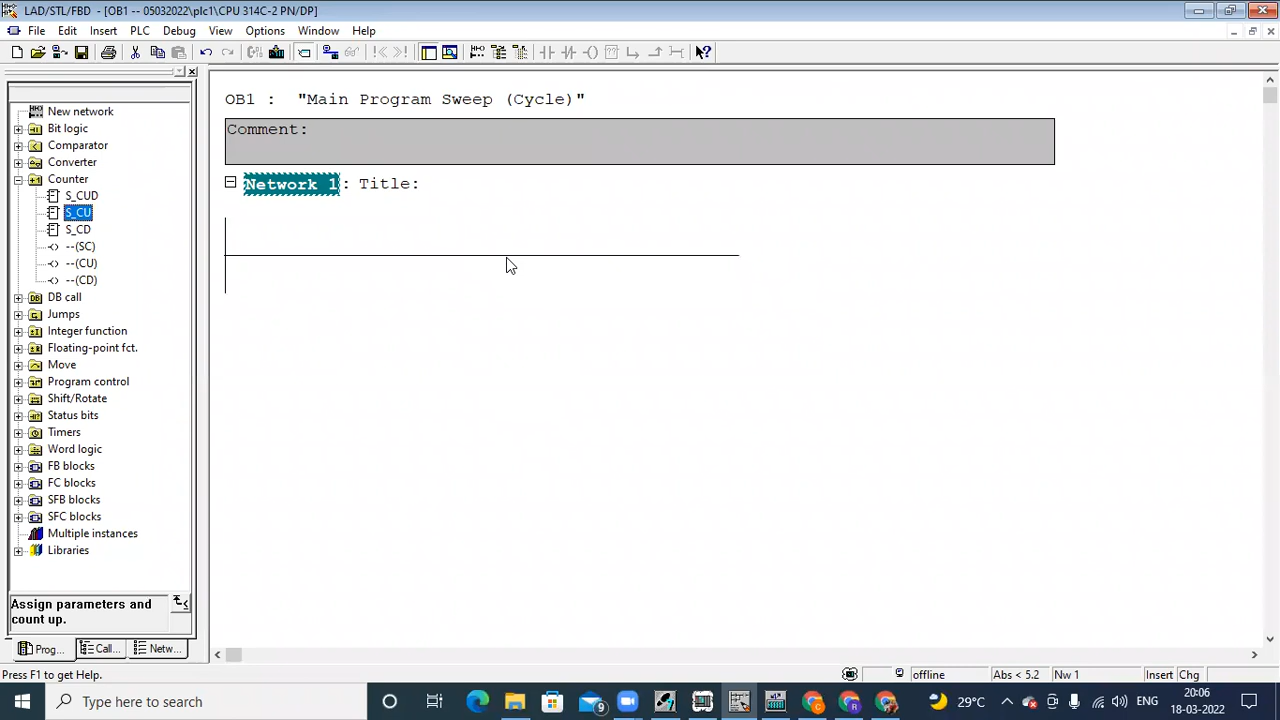 LAD/STL/FBD - [OB1 -- 05032022\plc1\CPU 314C-2 PN/DP]
File Edit Insert PLC Debug View Options Window Help
New network
Bit logic
Comparator
Converter
Counter
S_CUD
S_CU
S_CD
--(SC)
--(CU)
--(CD)
DB call
Jumps
Integer function
Floating-point fct.
Move
Program control
Shift/Rotate
Status bits
Timers
Word logic
FB blocks
FC blocks
SFB blocks
SFC blocks
Multiple instances
Libraries
Assign parameters and
count up.
Prog... Call... Netw...
OB1 : "Main Program Sweep (Cycle)"
Comment:
Network 1: Title:
Press F1 to get Help.
offline Abs < 5.2 Nw 1 Insert Chg
Type here to search
9
29°C
ENG
20:06
18-03-2022